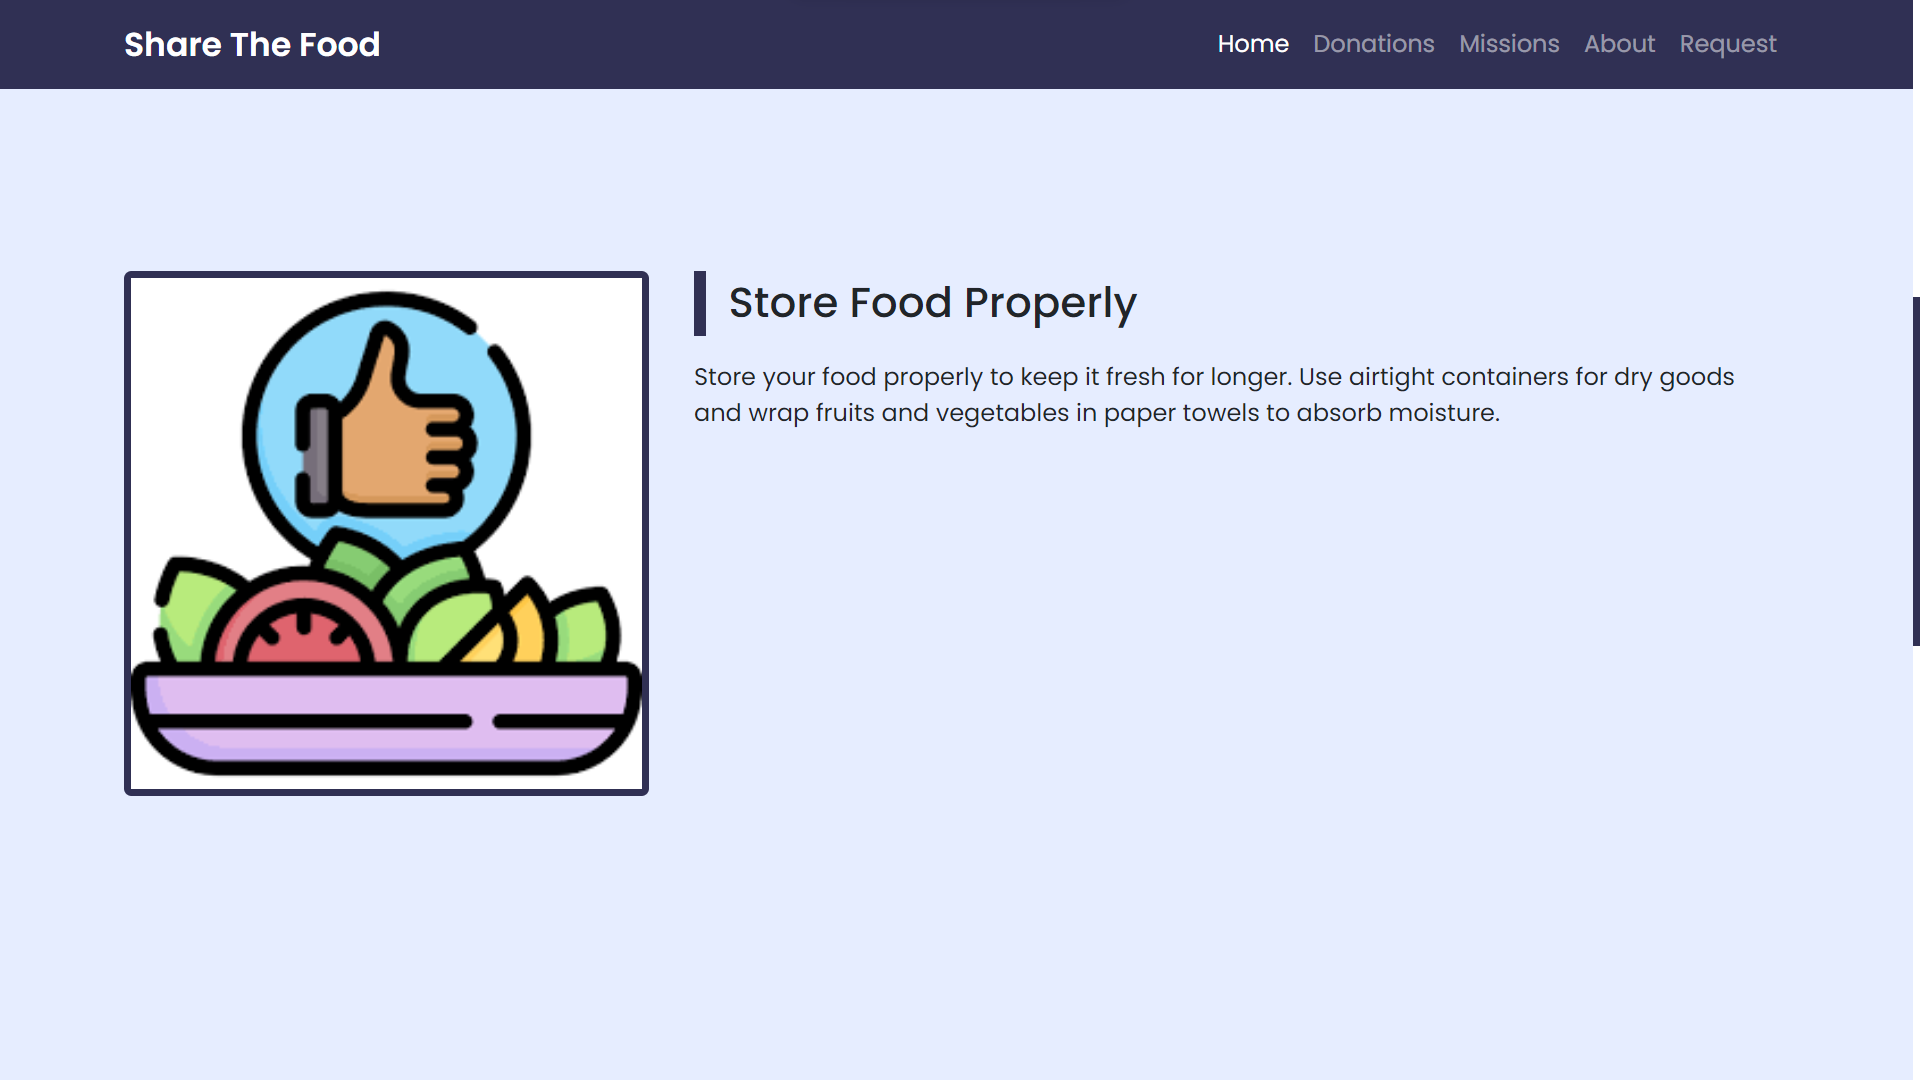 Share The Food
Home Donations Missions About Request
Store Food Properly
Store your food properly to keep it fresh for longer. Use airtight containers for dry goods
and wrap fruits and vegetables in paper towels to absorb moisture.